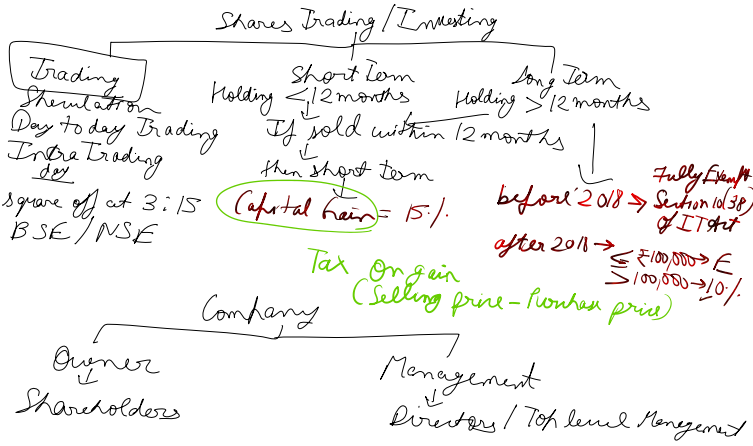 Shares Trading / Investing
Trading
Speculation
Day today Trading
Intra Trading
day
square off at 3:15
BSE / NSE
Short Term
Holding < 12 months
If sold within 12 months
then short term
Capital Gain = 15%
Long Term
Holding > 12 months
before 2018 → Fully Exempt
Section 10(38)
of IT Act
after 2018 →
≤ ₹100,000 → E
> 100,000 → 10%
Tax on gain
(Selling price - Purchase price)
Company
Owner
Shareholders
Management
Directors / Top level Management